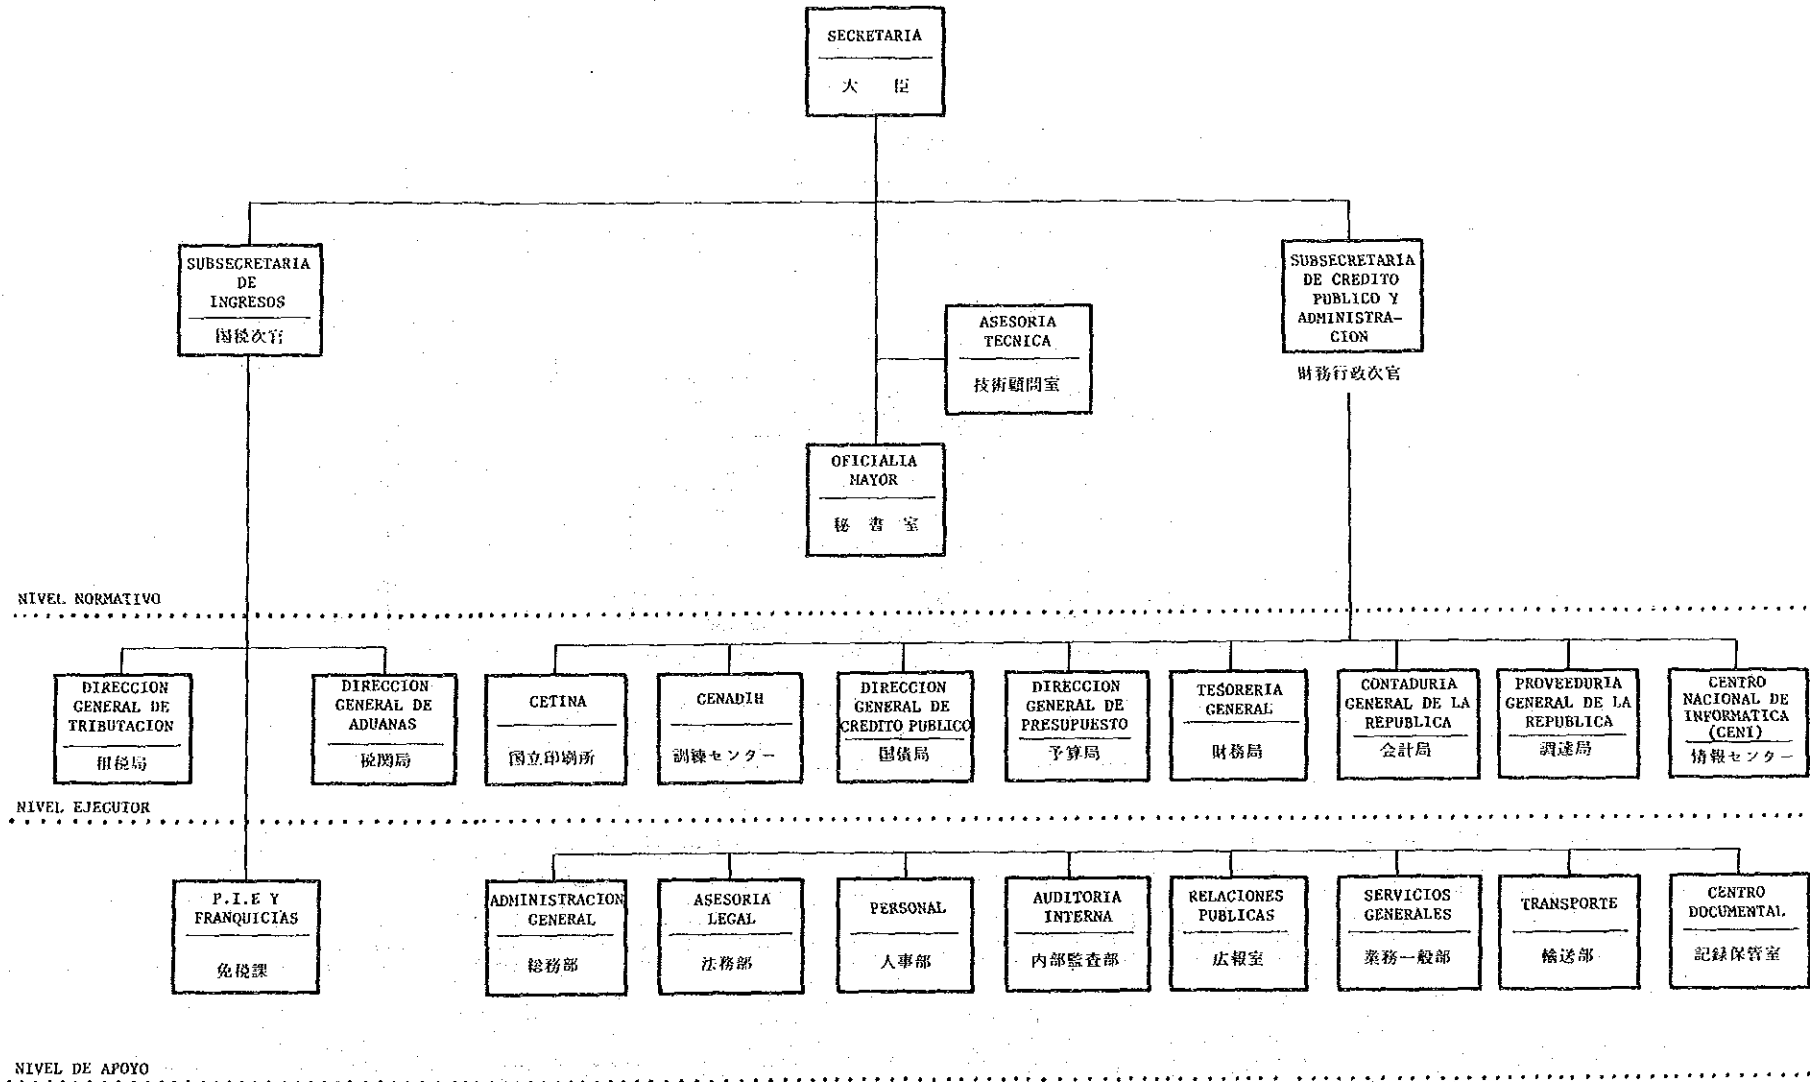 SECRETARIA
大 臣
SUBSECRETARIA
DE
INGRESOS
国税次官
SUBSECRETARIA
DE CREDITO
PUBLICO Y
ADMINISTRA-
CION
財務行政次官
ASESORIA
TECNICA
技術顧問室
OFICIALIA
MAYOR
秘 書 室
NIVEL NORMATIVO
DIRECCION
GENERAL DE
TRIBUTACION
租税局
DIRECCION
GENERAL DE
ADUANAS
税関局
CETINA
国立印刷所
CENADIH
訓練センター
DIRECCION
GENERAL DE
CREDITO PUBLICO
国債局
DIRECCION
GENERAL DE
PRESUPUESTO
予算局
TESORERIA
GENERAL
財務局
CONTADURIA
GENERAL DE LA
REPUBLICA
会計局
PROVEEDURIA
GENERAL DE LA
REPUBLICA
調達局
CENTRO
NACIONAL DE
INFORMATICA
(CENI)
情報センター
NIVEL EJECUTOR
P.I.E Y
FRANQUICIAS
免税課
ADMINISTRACION
GENERAL
総務部
ASESORIA
LEGAL
法務部
PERSONAL
人事部
AUDITORIA
INTERNA
内部監査部
RELACIONES
PUBLICAS
広報室
SERVICIOS
GENERALES
業務一般部
TRANSPORTE
輸送部
CENTRO
DOCUMENTAL
記録保管室
NIVEL DE APOYO